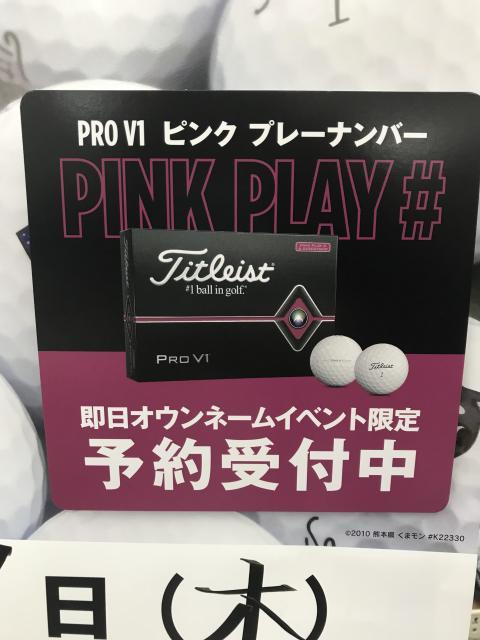 PRO V1 ピンク プレーナンバー
PINK PLAY #
Titleist
#1 ball in golf.
PRO V1
Titleist
1
即日オウンネームイベント限定
予約受付中
©2010 熊本県 くまモン #K22330
日(木)